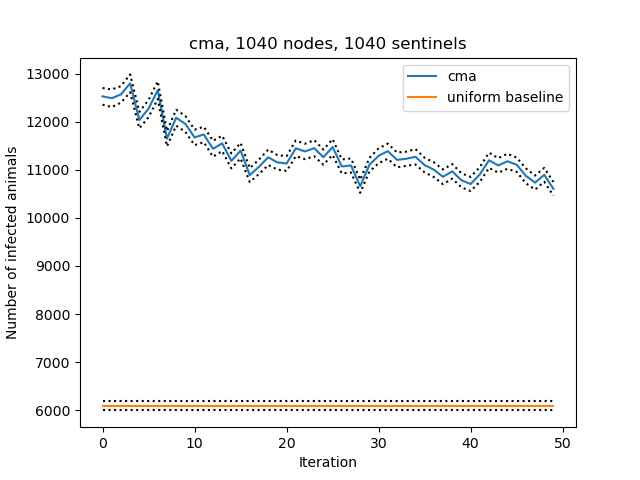 cma, 1040 nodes, 1040 sentinels
cma
uniform baseline
Number of infected animals
13000
12000
11000
10000
9000
8000
7000
6000
0 10 20 30 40 50
Iteration